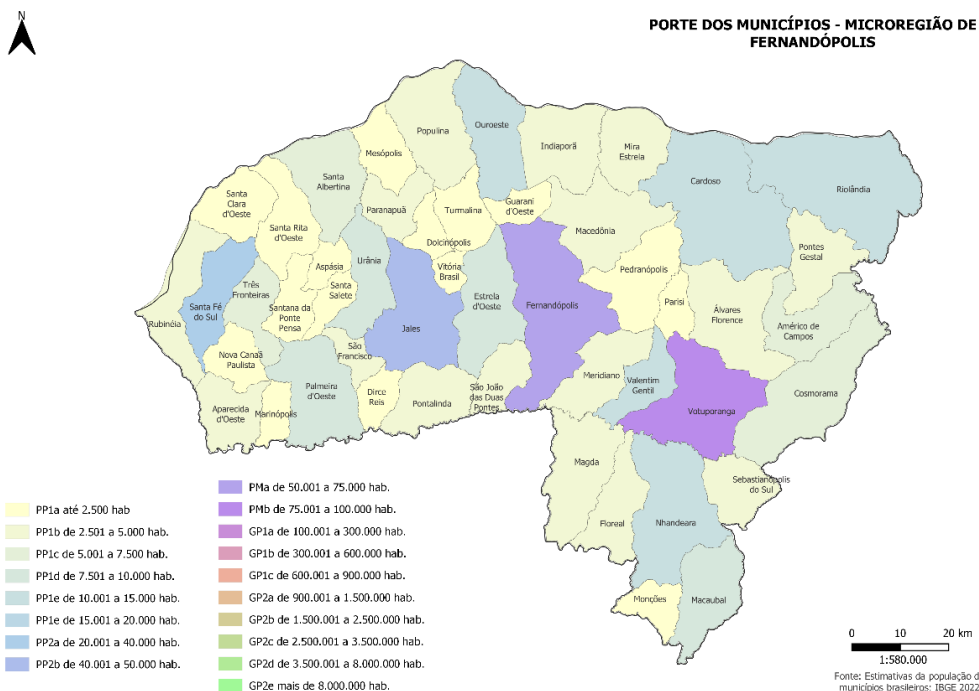 N
PORTE DOS MUNICÍPIOS - MICROREGIÃO DE
FERNANDÓPOLIS
Ouroeste
Populina
Indiaporã
Mira
Estrela
Mesópolis
Cardoso
Riolândia
Santa
Albertina
Santa
Clara
d'Oeste
Paranapuã
Turmalina
Guarani
d'Oeste
Santa Rita
d'Oeste
Macedônia
Dolcinópolis
Pontes
Gestal
Urânia
Aspásia
Vitória
Brasil
Pedranópolis
Três
Fronteiras
Santa
Salete
Estrela
d'Oeste
Fernandópolis
Parisi
Santa Fé
do Sul
Santana da
Ponte
Pensa
Álvares
Florence
Rubinéia
Jales
Américo de
Campos
São
Francisco
Nova Canaã
Paulista
Meridiano
Valentim
Gentil
Palmeira
d'Oeste
Dirce
Reis
São João
das Duas
Pontes
Cosmorama
Aparecida
d'Oeste
Marinópolis
Pontalinda
Votuporanga
Magda
Sebastianópolis
do Sul
Floreal
Nhandeara
Monções
Macaubal
PP1a até 2.500 hab
PP1b de 2.501 a 5.000 hab.
PP1c de 5.001 a 7.500 hab.
PP1d de 7.501 a 10.000 hab.
PP1e de 10.001 a 15.000 hab.
PP1e de 15.001 a 20.000 hab.
PP2a de 20.001 a 40.000 hab.
PP2b de 40.001 a 50.000 hab.
PMa de 50.001 a 75.000 hab.
PMb de 75.001 a 100.000 hab.
GP1a de 100.001 a 300.000 hab.
GP1b de 300.001 a 600.000 hab.
GP1c de 600.001 a 900.000 hab.
GP2a de 900.001 a 1.500.000 hab.
GP2b de 1.500.001 a 2.500.000 hab.
GP2c de 2.500.001 a 3.500.000 hab.
GP2d de 3.500.001 a 8.000.000 hab.
GP2e mais de 8.000.000 hab.
0 10 20 km
1:580.000
Fonte: Estimativas da população d
municípios brasileiros: IBGE 2022